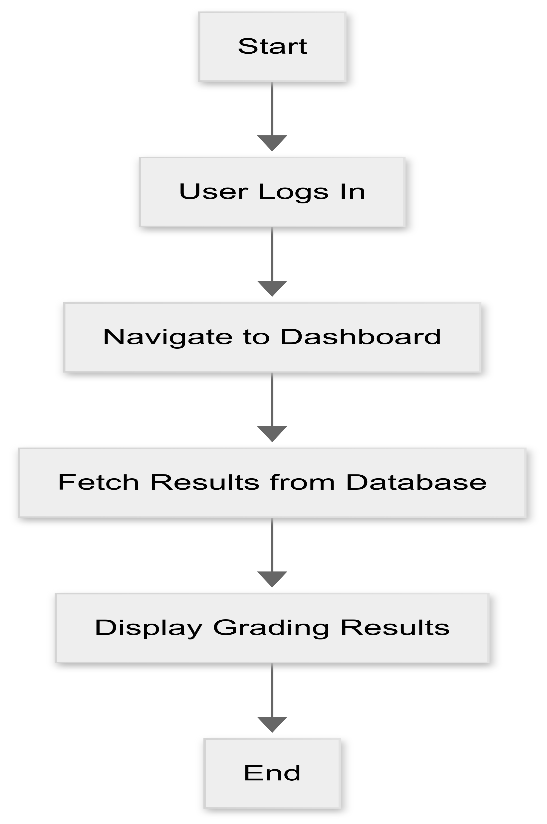 Start
User Logs In
Navigate to Dashboard
Fetch Results from Database
Display Grading Results
End